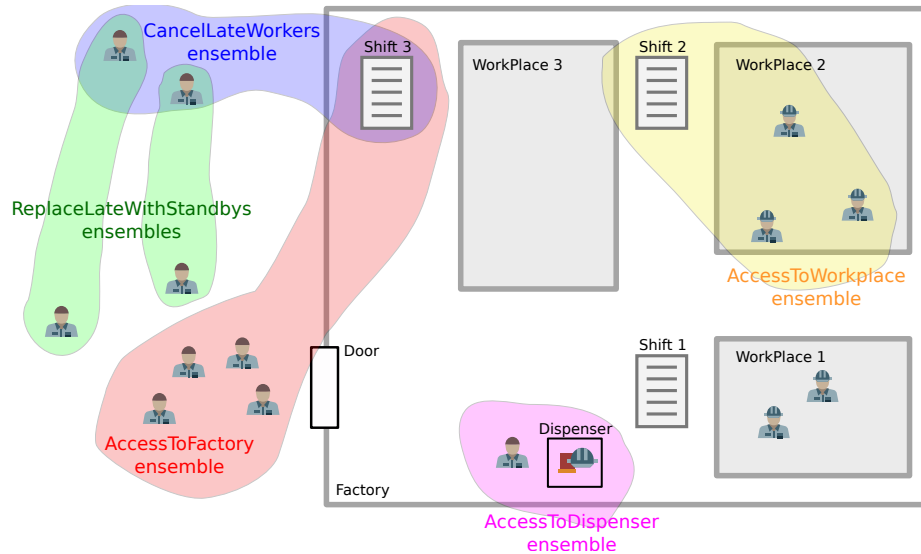 CancelLateWorkers
ensemble
Shift 3
Shift 2
WorkPlace 3
WorkPlace 2
ReplaceLateWithStandbys
ensembles
AccessToWorkplace
ensemble
Door
Shift 1
WorkPlace 1
AccessToFactory
ensemble
Dispenser
Factory
AccessToDispenser
ensemble